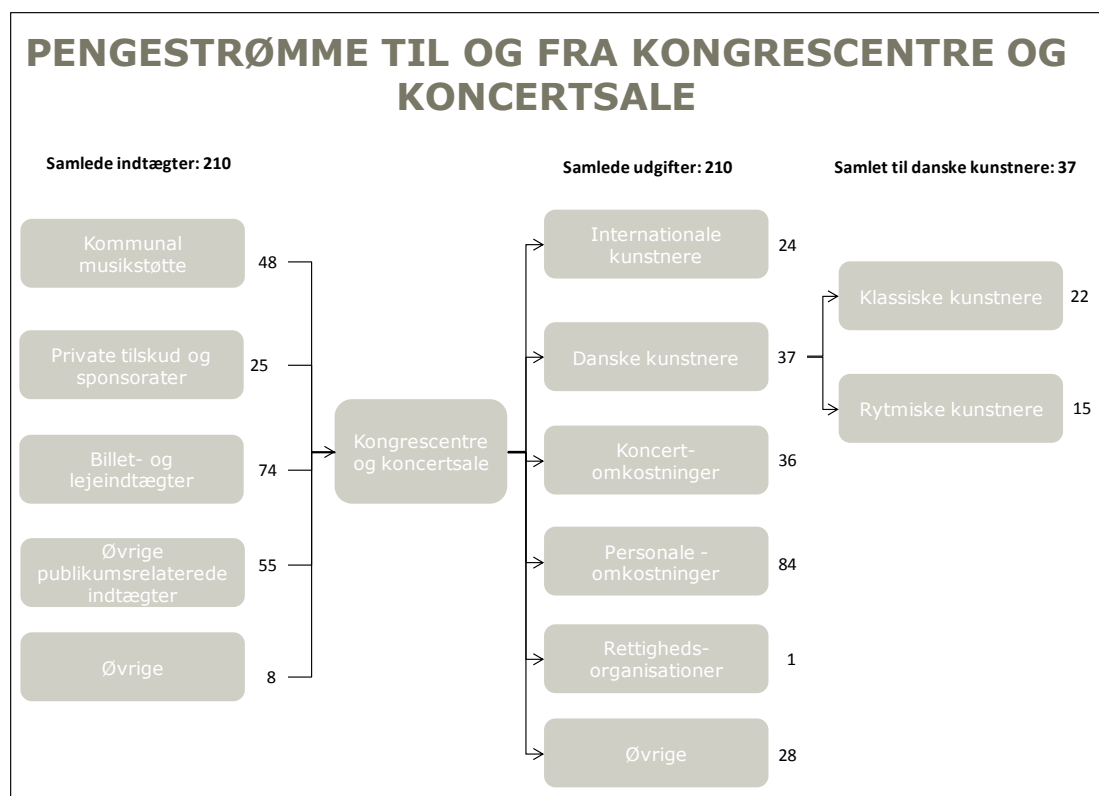 PENGESTRØMME TIL OG FRA KONGRESCENTRE OG
KONCERTSALE
Samlede indtægter: 210
Samlede udgifter: 210
Samlet til danske kunstnere: 37
Kommunal
musikstøtte
48
Private tilskud og
sponsorater
25
Billet- og
lejeindtægter
74
Øvrige
publikumsrelaterede
indtægter
55
Øvrige
8
Kongrescentre
og koncertsale
Internationale
kunstnere
24
Danske kunstnere
37
Koncert-
omkostninger
36
Personale -
omkostninger
84
Rettigheds-
organisationer
1
Øvrige
28
Klassiske kunstnere
22
Rytmiske kunstnere
15